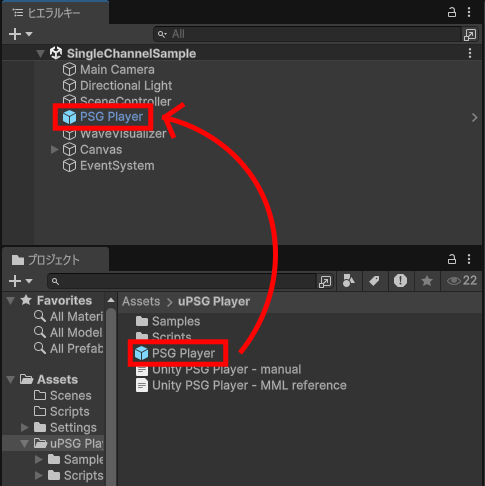 ヒエラルキー
All
SingleChannelSample
Main Camera
Directional Light
SceneController
PSG Player
WaveVisualizer
Canvas
EventSystem
プロジェクト
22
Favorites
All Materi
All Model
All Prefab
Assets
Scenes
Scripts
Settings
uPSG Play
Sample
Scripts
Assets > uPSG Player
Samples
Scripts
PSG Player
Unity PSG Player - manual
Unity PSG Player - MML reference